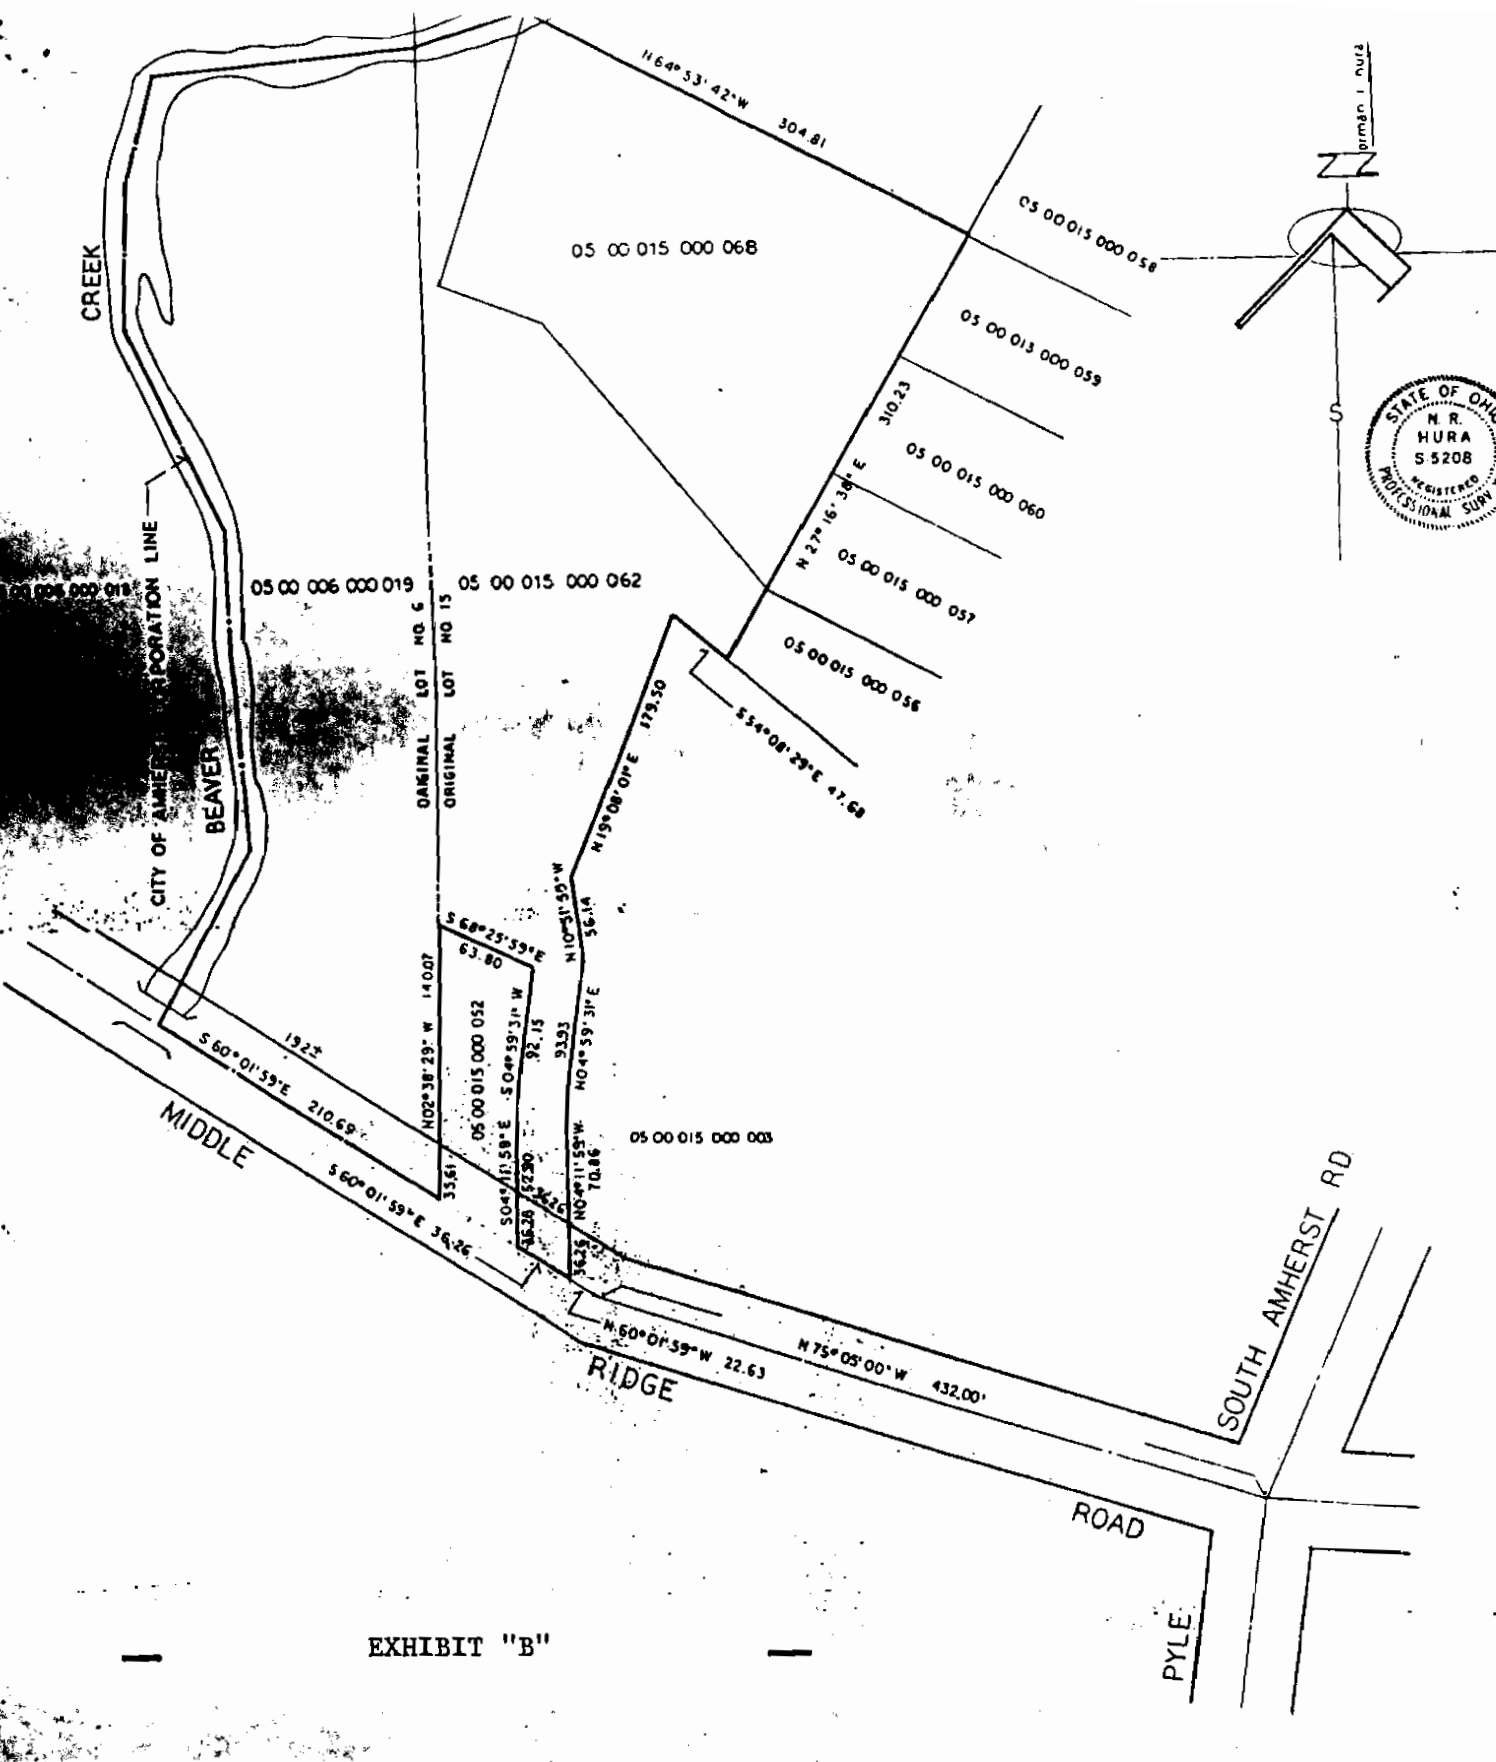 N 64° 53' 42" W
304.81
05 00 015 000 068
05 00 015 000 058
05 00 015 000 059
310.23
N 27° 16' 38" E
05 00 015 000 060
05 00 015 000 057
05 00 015 000 056
N
S
STATE OF
N. R.
HURA
S 5208
REGISTERED
PROFESSIONAL SURV
CREEK
CITY OF CORPORATION LINE
BEAVER
05 00 006 000 019
05 00 015 000 062
ORIGINAL LOT NO. 6
ORIGINAL LOT NO 15
N 19° 08' 01" E 179.50
S 54° 08' 29" E 47.68
S 68° 25' 59" E
63.80
N 10° 51' 55" W
56.14
N02° 38' 29" W 140.07
35.61
05 00 015 000 052
S 04° 59' 31" W
92.15
93.93
N04° 59' 31" E
S04° 11' 59" E 52.90
36.26
36.26
N04° 11' 59" W
70.86
36.26
05 00 015 000 003
192±
S 60° 01' 59" E 210.69
MIDDLE
S 60° 01' 59" E 36.26
N 60° 01' 59" W 22.63
N 75° 05' 00" W 432.00'
RIDGE
ROAD
SOUTH AMHERST RD
PYLE
EXHIBIT "B"